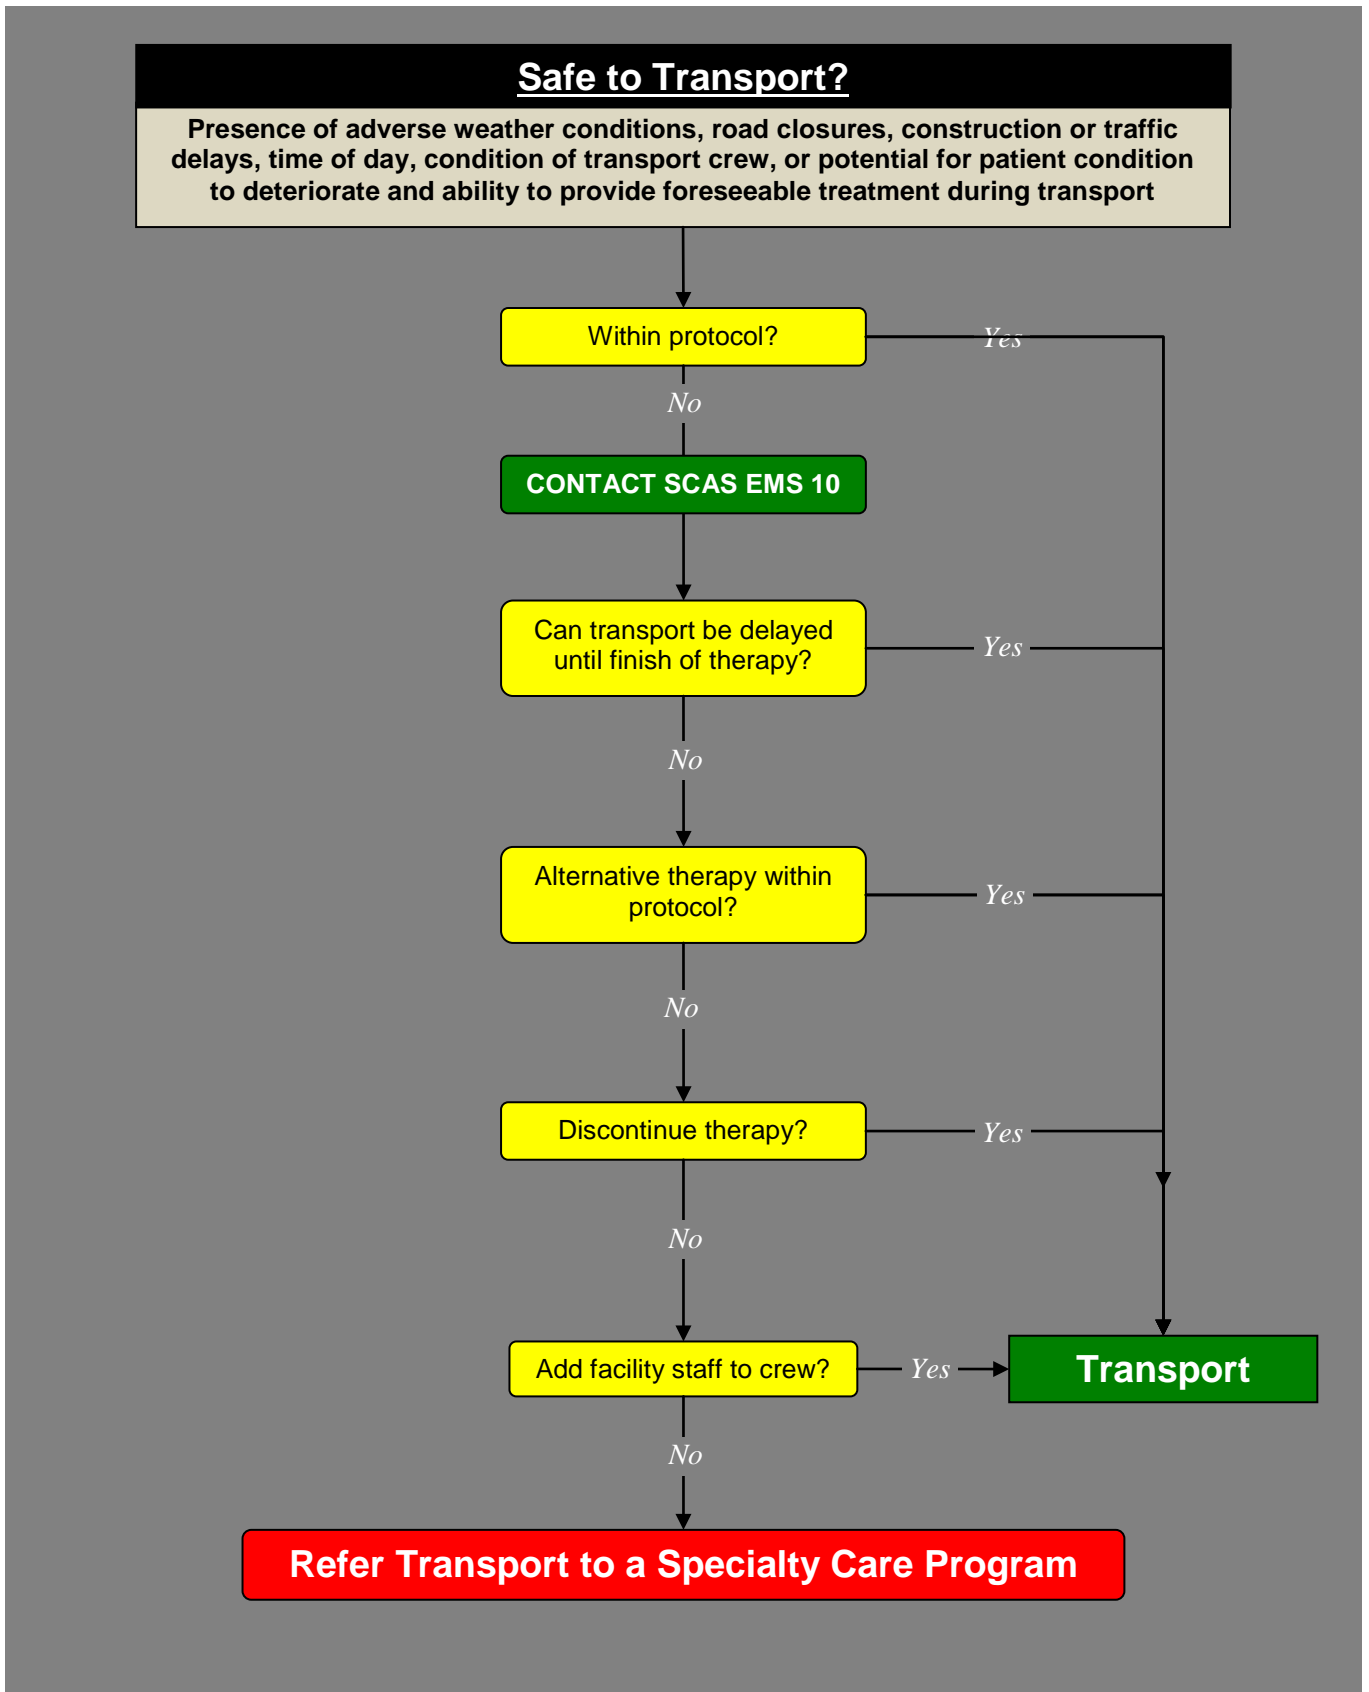 Safe to Transport?
Presence of adverse weather conditions, road closures, construction or traffic
delays, time of day, condition of transport crew, or potential for patient condition
to deteriorate and ability to provide foreseeable treatment during transport
Within protocol?
Yes
No
CONTACT SCAS EMS 10
Can transport be delayed
until finish of therapy?
Yes
No
Alternative therapy within
protocol?
Yes
No
Discontinue therapy?
Yes
No
Add facility staff to crew?
Yes
Transport
No
Refer Transport to a Specialty Care Program